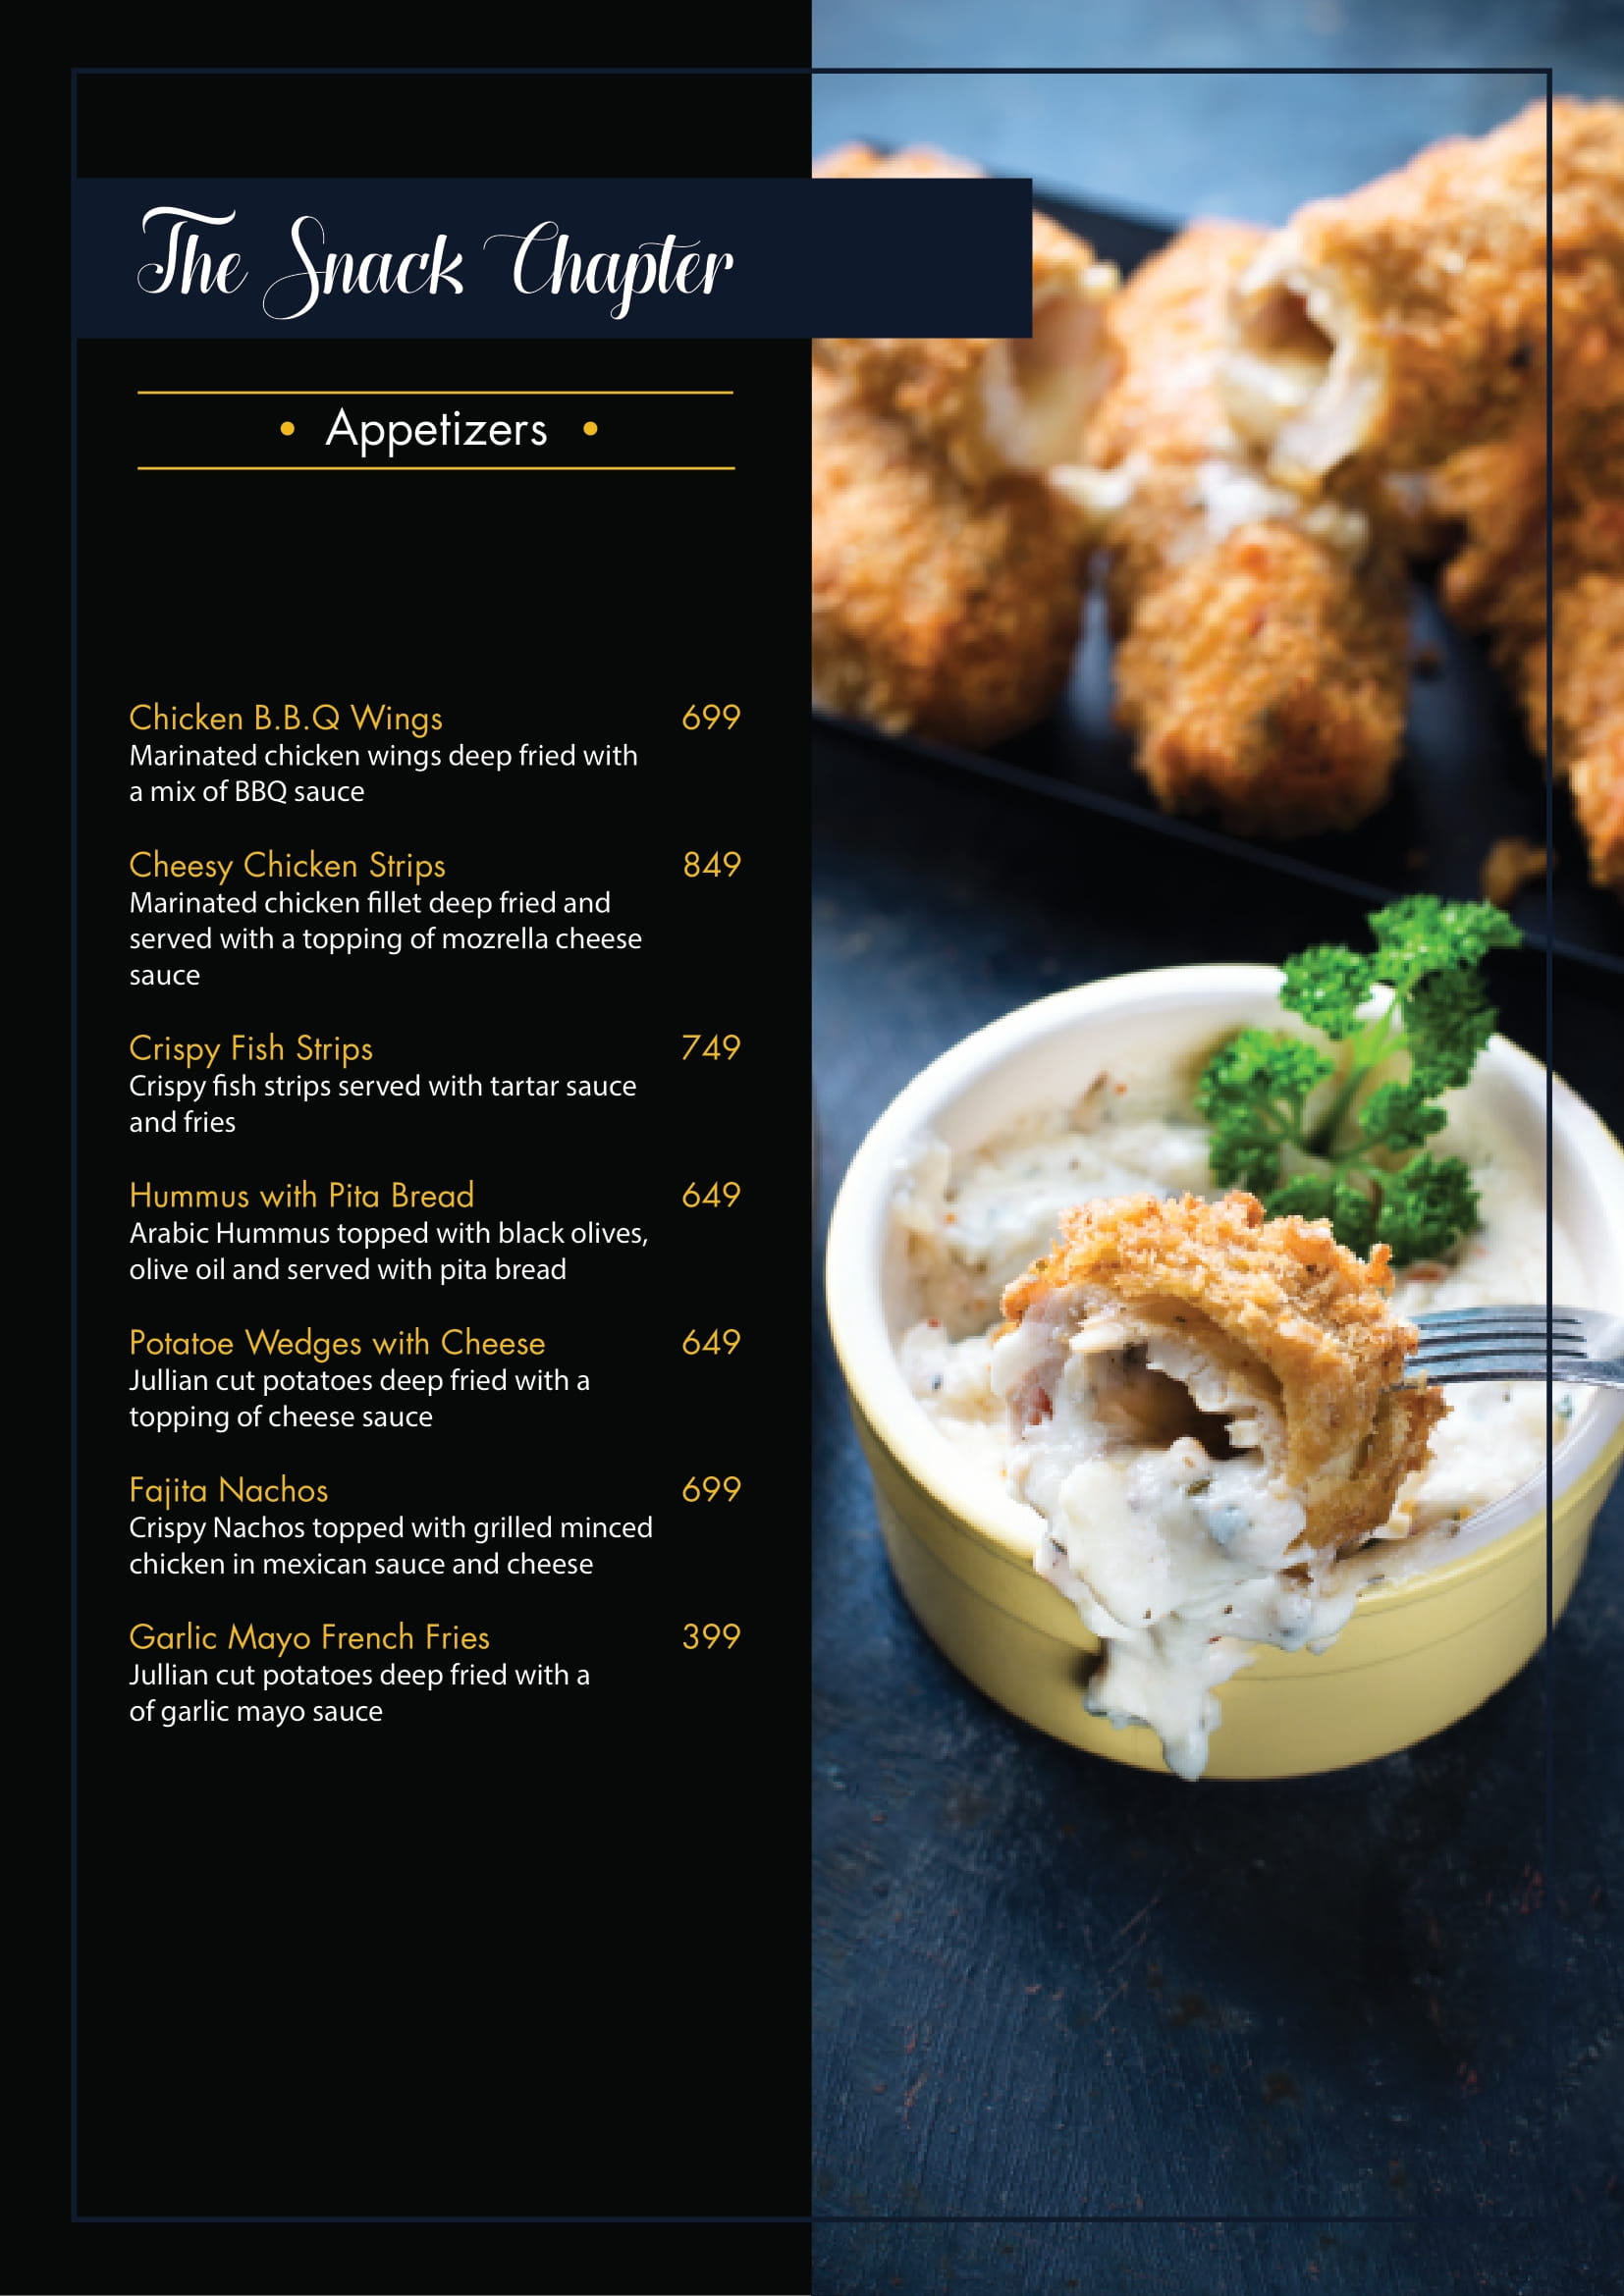 The Snack Chapter
• Appetizers •
Chicken B.B.Q Wings 699
Marinated chicken wings deep fried with
a mix of BBQ sauce
Cheesy Chicken Strips 849
Marinated chicken fillet deep fried and
served with a topping of mozrella cheese
sauce
Crispy Fish Strips 749
Crispy fish strips served with tartar sauce
and fries
Hummus with Pita Bread 649
Arabic Hummus topped with black olives,
olive oil and served with pita bread
Potatoe Wedges with Cheese 649
Jullian cut potatoes deep fried with a
topping of cheese sauce
Fajita Nachos 699
Crispy Nachos topped with grilled minced
chicken in mexican sauce and cheese
Garlic Mayo French Fries 399
Jullian cut potatoes deep fried with a
of garlic mayo sauce